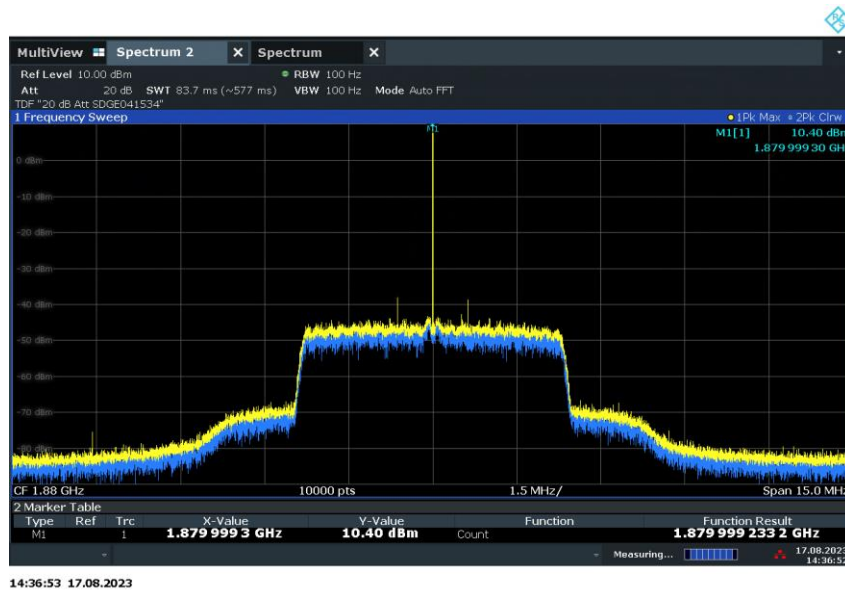 MultiView Spectrum 2 X Spectrum X
Ref Level 10.00 dBm RBW 100 Hz
Att 20 dB SWT 83.7 ms (~577 ms) VBW 100 Hz Mode Auto FFT
TDF "20 dB Att SDGE041534"
1 Frequency Sweep 1Pk Max 2Pk Clrw
M1 M1[1] 10.40 dBm
1.879 999 30 GH
0 dBm
-10 dBm
-20 dBm
-30 dBm
-40 dBm
-50 dBm
-60 dBm
-70 dBm
CF 1.88 GHz 10000 pts 1.5 MHz/ Span 15.0 MHz
2 Marker Table
Type Ref Trc X-Value Y-Value Function Function Result
M1 1 1.879 999 3 GHz 10.40 dBm Count 1.879 999 233 2 GHz
Measuring... 17.08.2023
14:36:52
14:36:53 17.08.2023